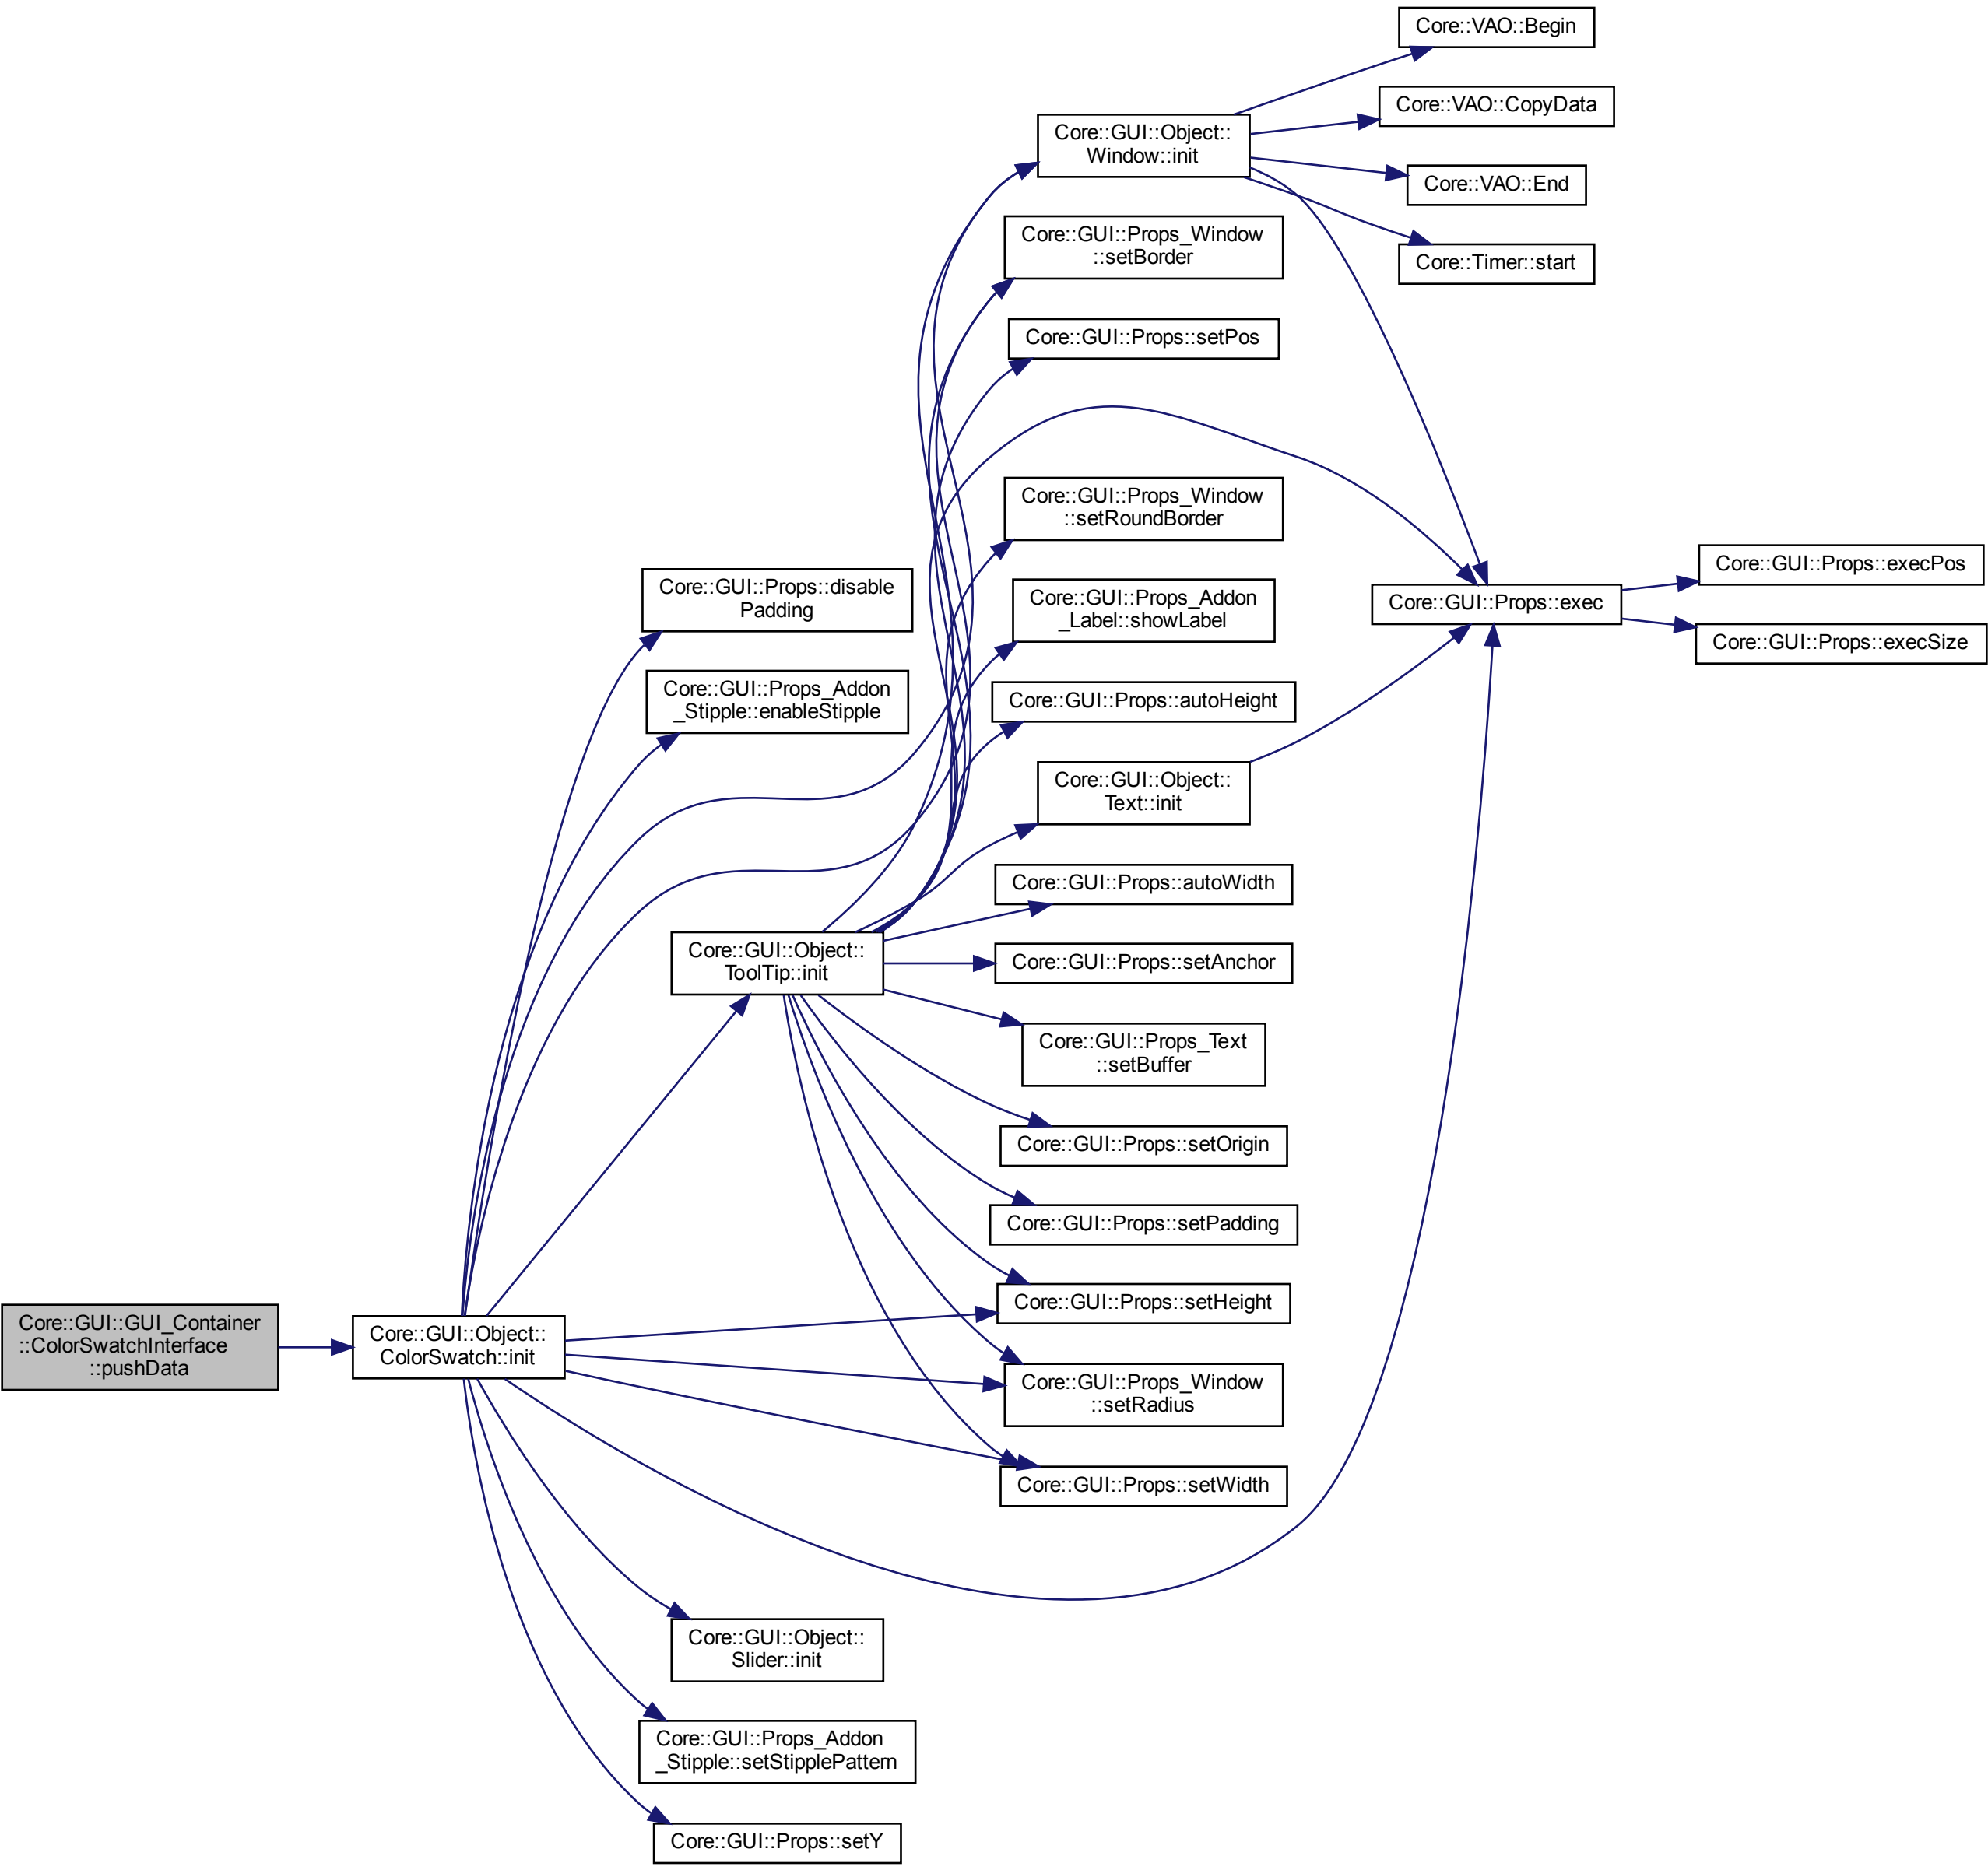 Core::VAO::Begin
Core::VAO::CopyData
Core::GUI::Object::
Window::init
Core::VAO::End
Core::GUI::Props_Window
::setBorder
Core::Timer::start
Core::GUI::Props::setPos
Core::GUI::Props_Window
::setRoundBorder
Core::GUI::Props::execPos
Core::GUI::Props::disable
Padding
Core::GUI::Props_Addon
_Label::showLabel
Core::GUI::Props::exec
Core::GUI::Props::execSize
Core::GUI::Props_Addon
_Stipple::enableStipple
Core::GUI::Props::autoHeight
Core::GUI::Object::
Text::init
Core::GUI::Props::autoWidth
Core::GUI::Object::
ToolTip::init
Core::GUI::Props::setAnchor
Core::GUI::Props_Text
::setBuffer
Core::GUI::Props::setOrigin
Core::GUI::Props::setPadding
Core::GUI::Props::setHeight
Core::GUI::GUI_Container
::ColorSwatchInterface
::pushData
Core::GUI::Object::
ColorSwatch::init
Core::GUI::Props_Window
::setRadius
Core::GUI::Props::setWidth
Core::GUI::Object::
Slider::init
Core::GUI::Props_Addon
_Stipple::setStipplePattern
Core::GUI::Props::setY